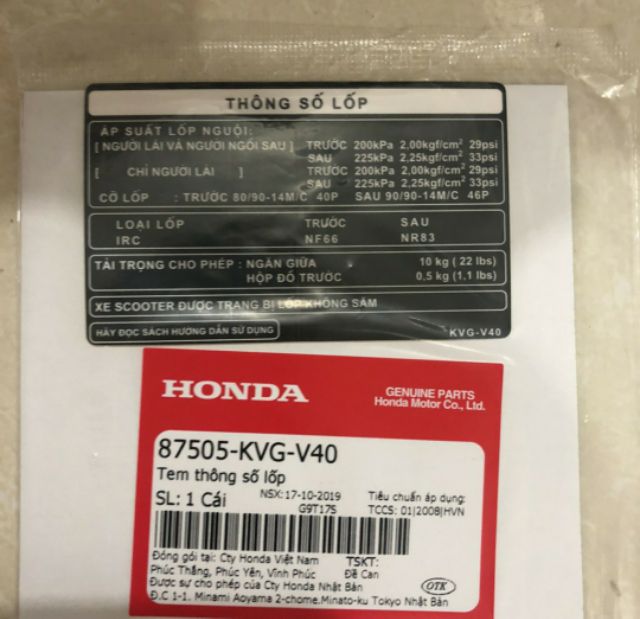 THÔNG SỐ LỐP
ÁP SUẤT LỐP NGUỘI:
[ NGƯỜI LÁI VÀ NGƯỜI NGỒI SAU ] TRƯỚC 200kPa 2,00kgf/cm² 29psi
SAU 225kPa 2,25kgf/cm² 33psi
[ CHỈ NGƯỜI LÁI ] TRƯỚC 200kPa 2,00kgf/cm² 29psi
SAU 225kPa 2,25kgf/cm² 33psi
CỠ LỐP : TRƯỚC 80/90-14M/C 40P SAU 90/90-14M/C 46P
LOẠI LỐP TRƯỚC SAU
IRC NF66 NR83
TẢI TRỌNG CHO PHÉP : NGĂN GIỮA 10 kg ( 22 lbs)
HỘP ĐỒ TRƯỚC 0,5 kg (1,1 lbs)
XE SCOOTER ĐƯỢC TRANG BỊ LỐP KHÔNG SĂM
HÃY ĐỌC SÁCH HƯỚNG DẪN SỬ DỤNG KVG-V40
HONDA GENUINE PARTS
Honda Motor Co., Ltd.
87505-KVG-V40
Tem thông số lốp
SL: 1 Cái NSX:17-10-2019 Tiêu chuẩn áp dụng:
G9T17S TCCS: 01|2008|HVN
Đóng gói tại: Cty Honda Việt Nam TSKT:
Phúc Thắng, Phúc Yên, Vĩnh Phúc Đề Can
Được sự cho phép của Cty Honda Nhật Bản
Đ.C 1-1. Minami Aoyama 2-chome.Minato-ku Tokyo Nhật Bản
OTK